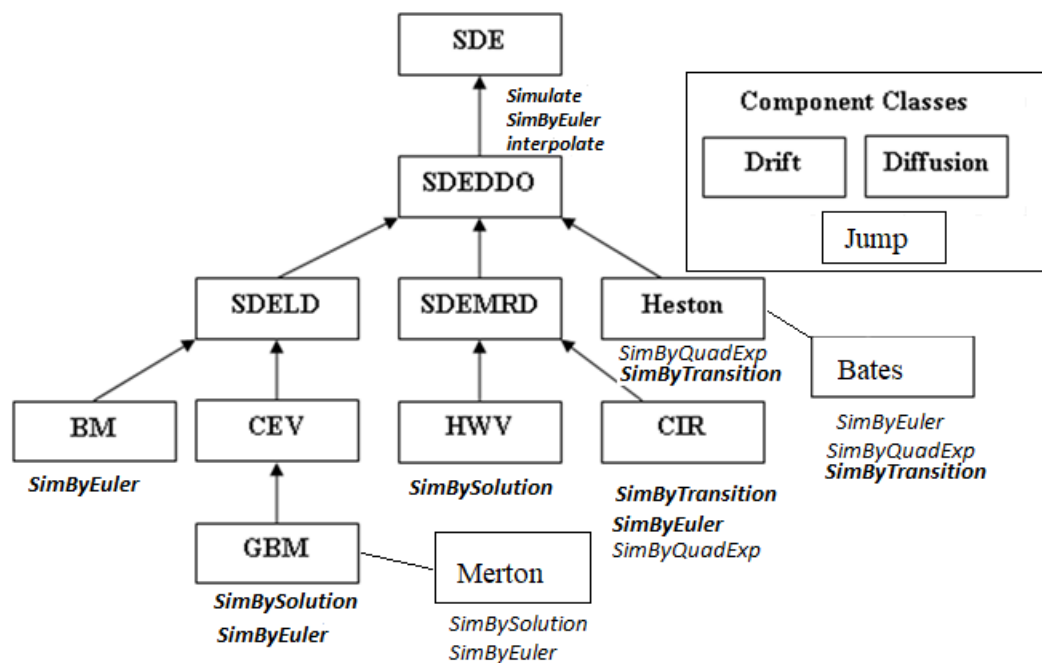 SDE
Simulate
SimByEuler
interpolate
Component Classes
Drift
Diffusion
Jump
SDEDDO
SDELD
SDEMRD
Heston
SimByQuadExp
SimByTransition
Bates
SimByEuler
SimByQuadExp
SimByTransition
BM
SimByEuler
CEV
HWV
SimBySolution
CIR
SimByTransition
SimByEuler
SimByQuadExp
GBM
SimBySolution
SimByEuler
Merton
SimBySolution
SimByEuler